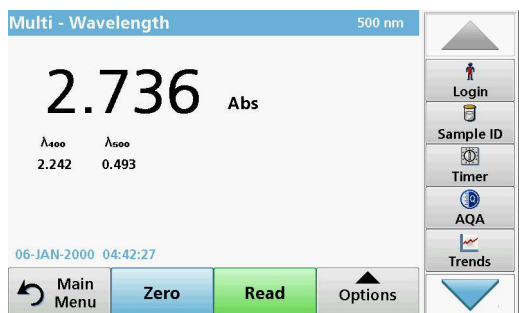 Multi - Wavelength 500 nm
2.736 Abs
λ400 λ500
2.242 0.493
06-JAN-2000 04:42:27
Main
Menu
Zero
Read
Options
Login
Sample ID
Timer
AQA
Trends